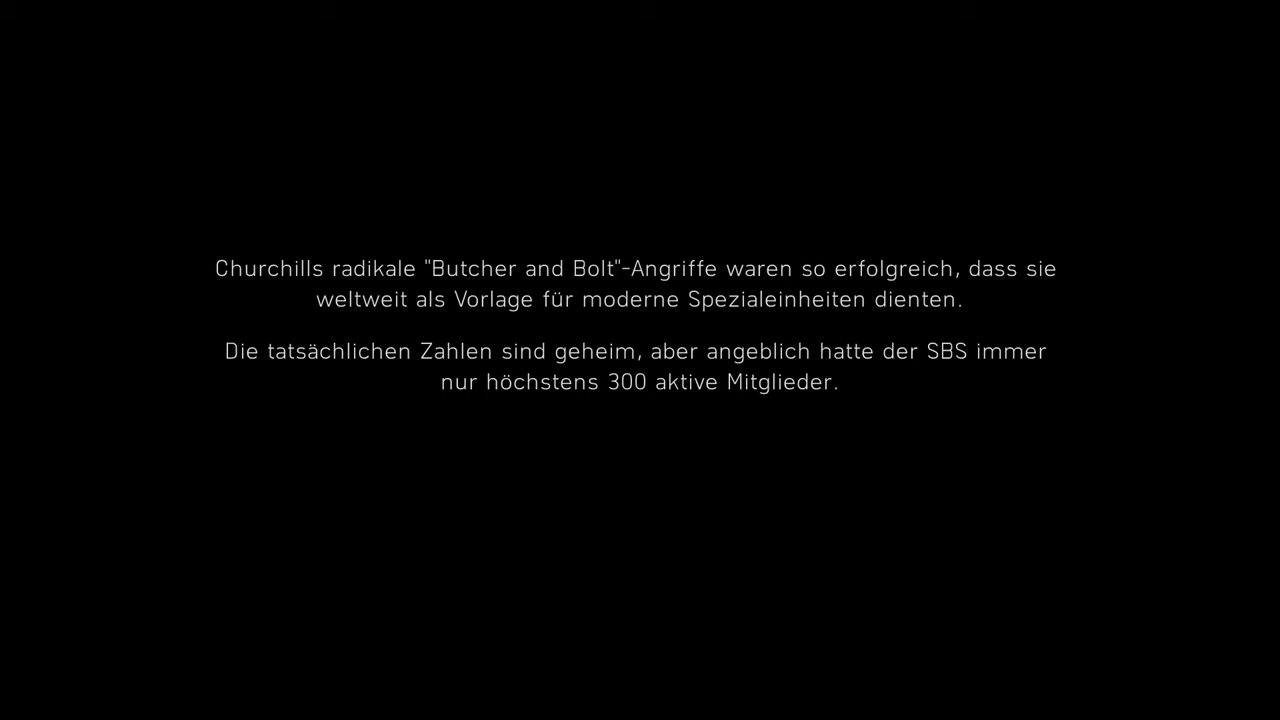 Churchills radikale "Butcher and Bolt"-Angriffe waren so erfolgreich, dass sie
weltweit als Vorlage für moderne Spezialeinheiten dienten.
Die tatsächlichen Zahlen sind geheim, aber angeblich hatte der SBS immer
nur höchstens 300 aktive Mitglieder.